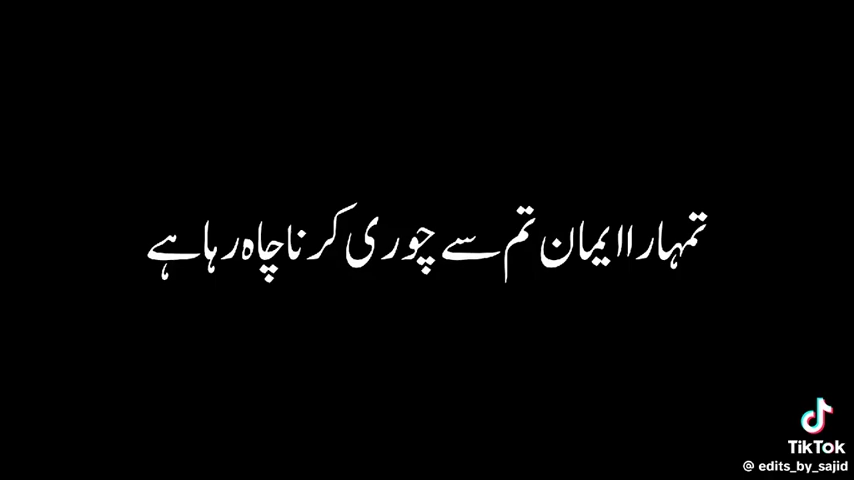 تمہارا ایمان تم سے چوری کرنا چاہ رہا ہے
TikTok
@ edits_by_sajid